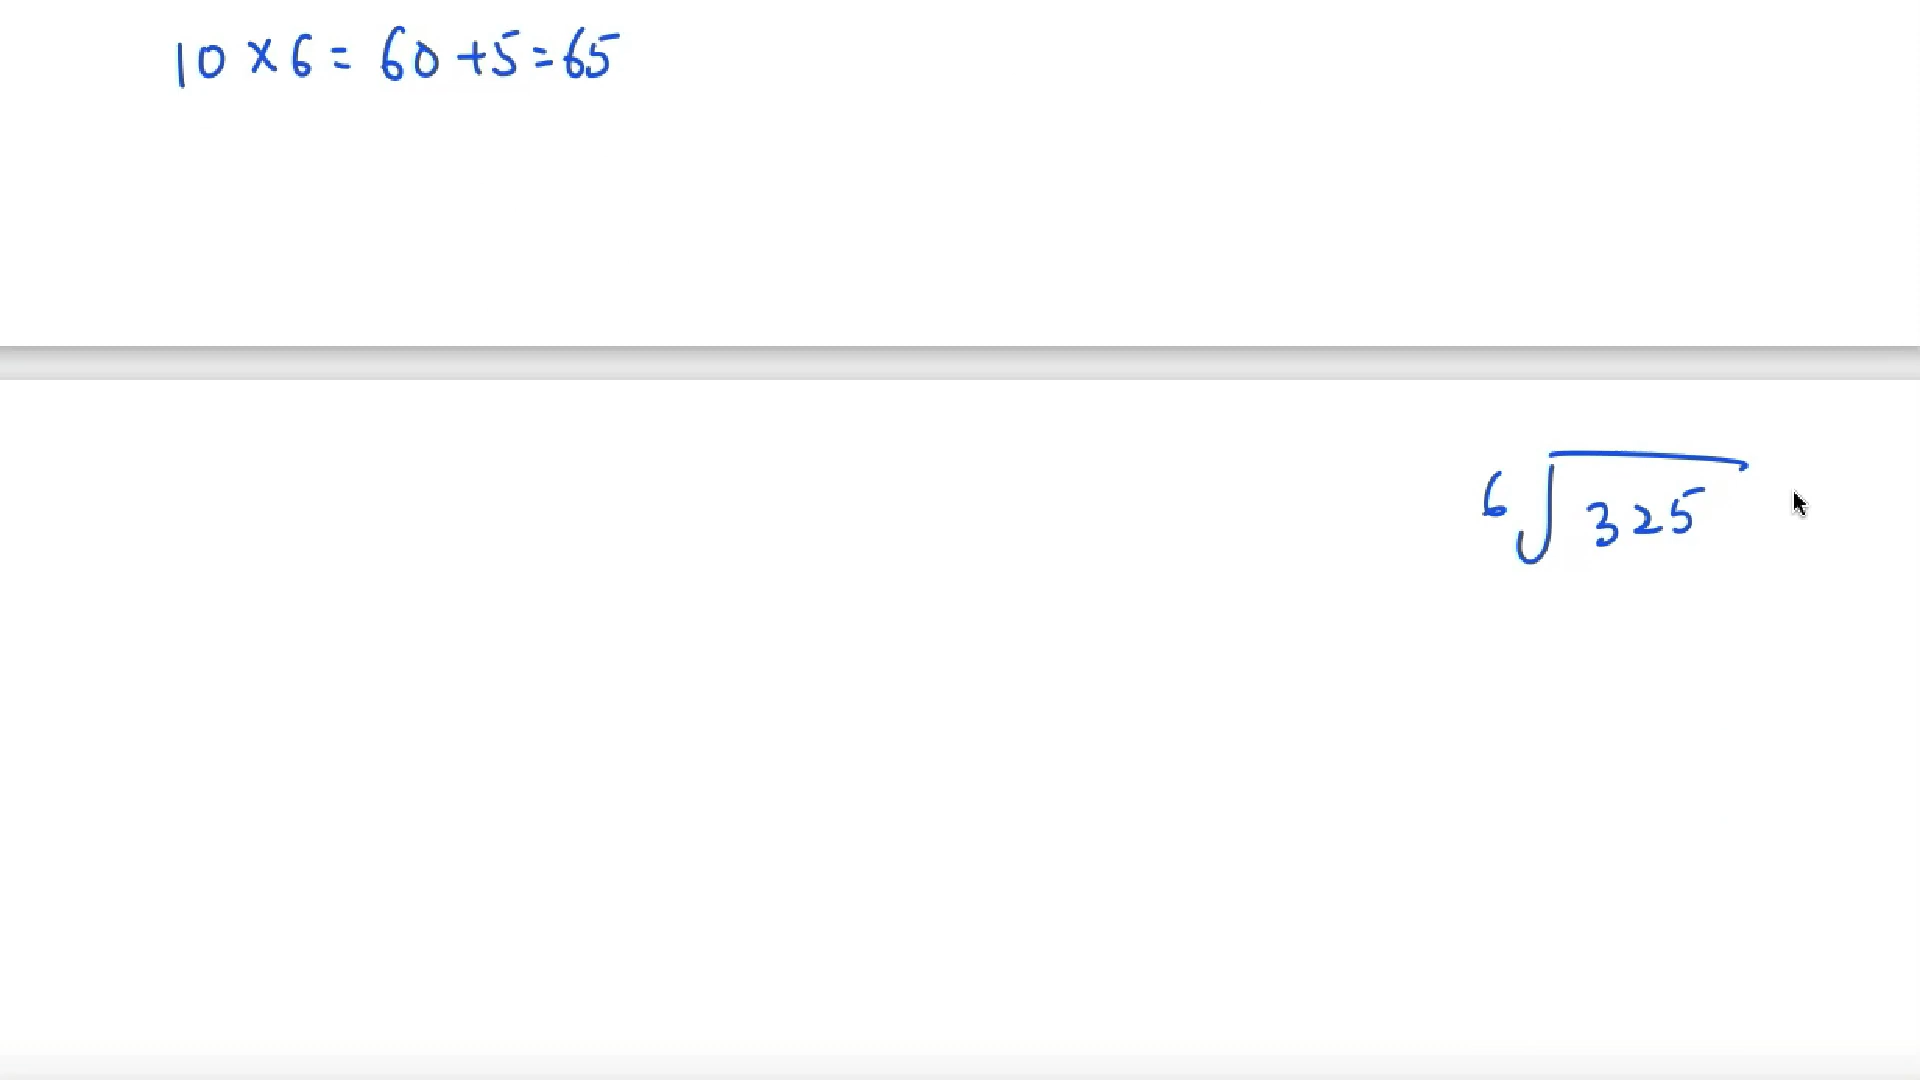 10 × 6 = 60 + 5 = 65
6 √325